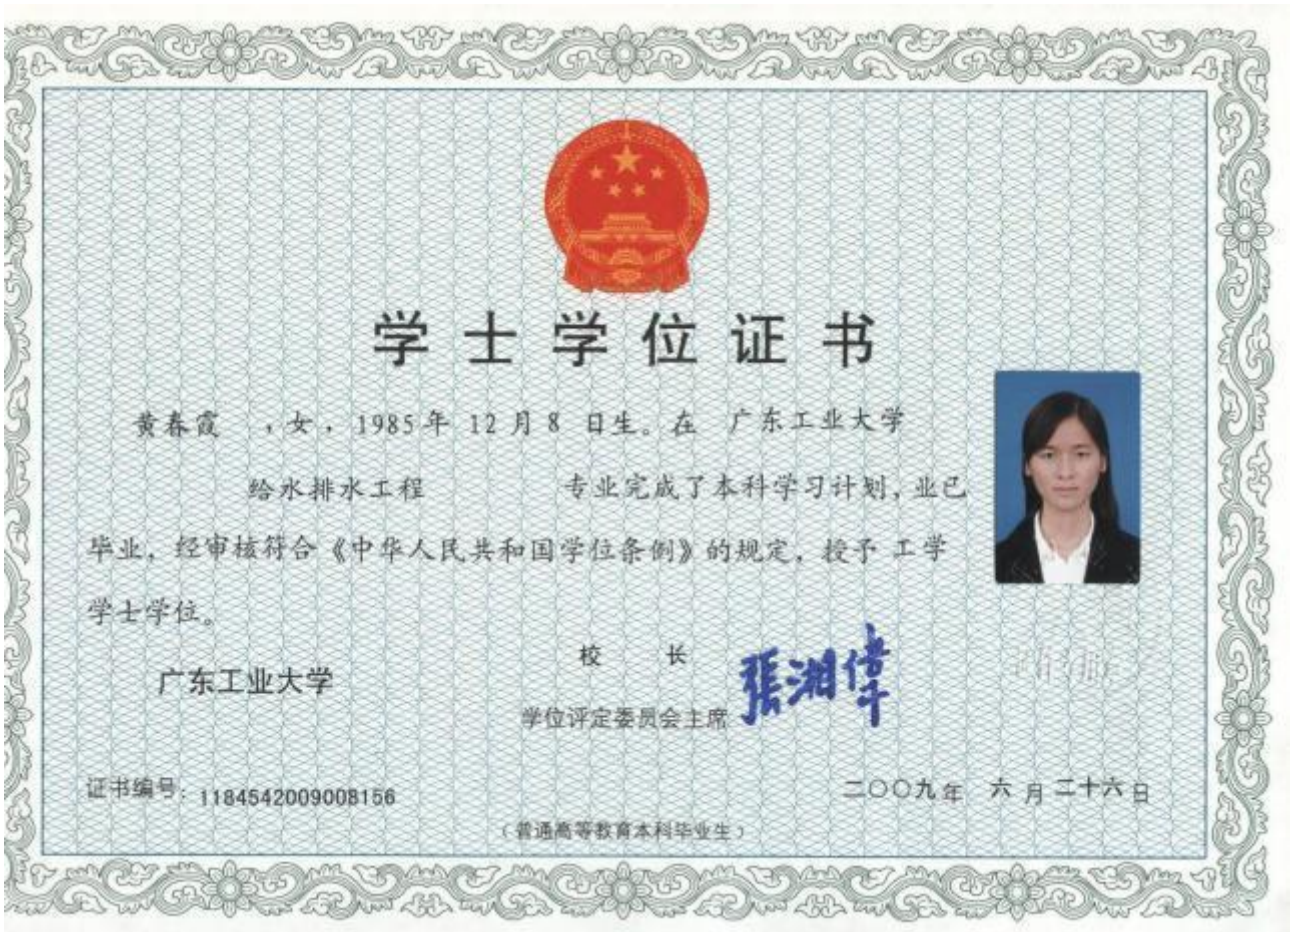 学士学位证书
黄春霞 ,女,1985年 12月8 日生。在 广东工业大学
给水排水工程 专业完成了本科学习计划,业已
毕业,经审核符合《中华人民共和国学位条例》的规定,授予 工学
学士学位。
校 长 張湘偉
广东工业大学
学位评定委员会主席
证书编号:1184542009008156
二〇〇九年 六月二十六日
(普通高等教育本科毕业生)